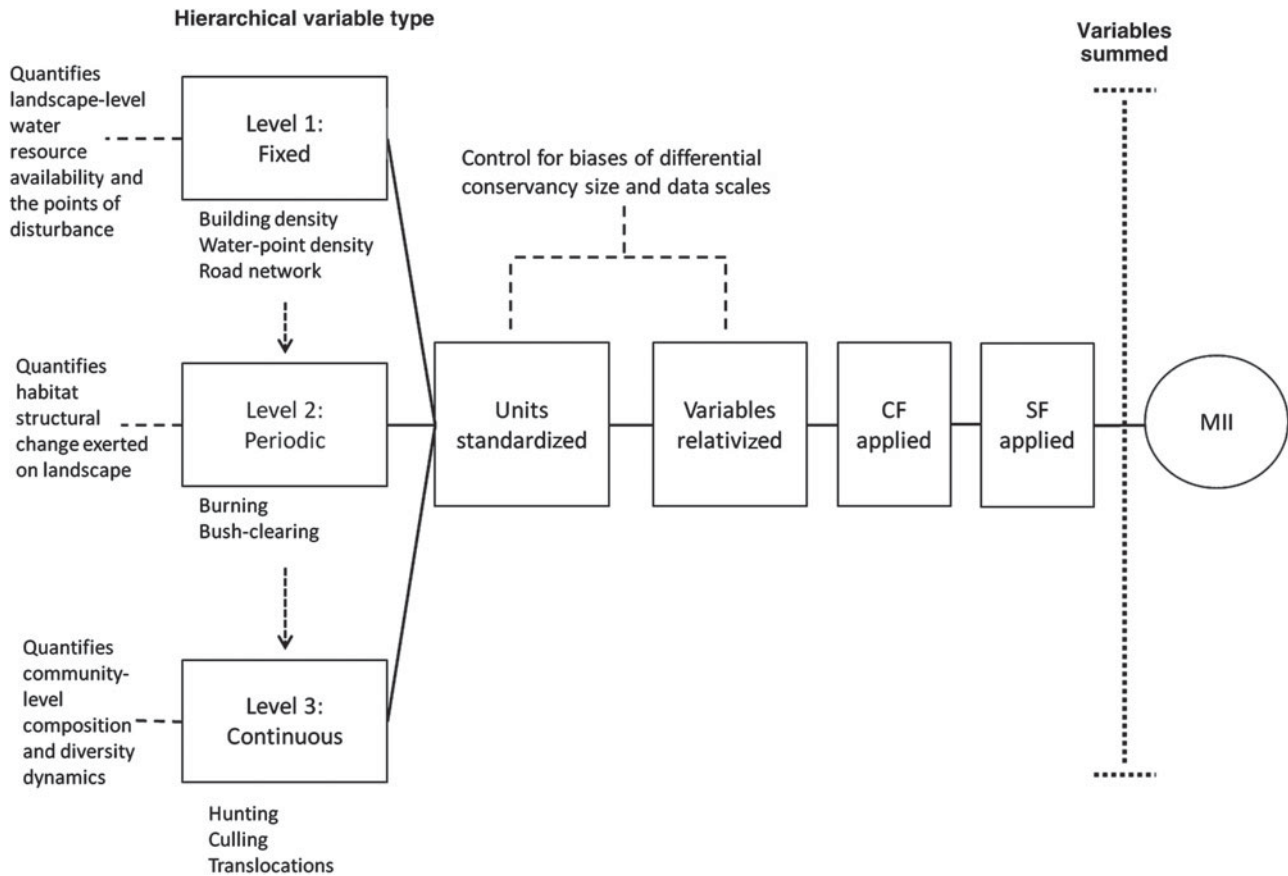 Hierarchical variable type
Variables
summed
Quantifies
landscape-level
water
resource
availability and
the points of
disturbance
Level 1:
Fixed
Building density
Water-point density
Road network
Control for biases of differential
conservancy size and data scales
Quantifies
habitat
structural
change exerted
on landscape
Level 2:
Periodic
Burning
Bush-clearing
Units
standardized
Variables
relativized
CF
applied
SF
applied
MII
Quantifies
community-
level
composition
and diversity
dynamics
Level 3:
Continuous
Hunting
Culling
Translocations